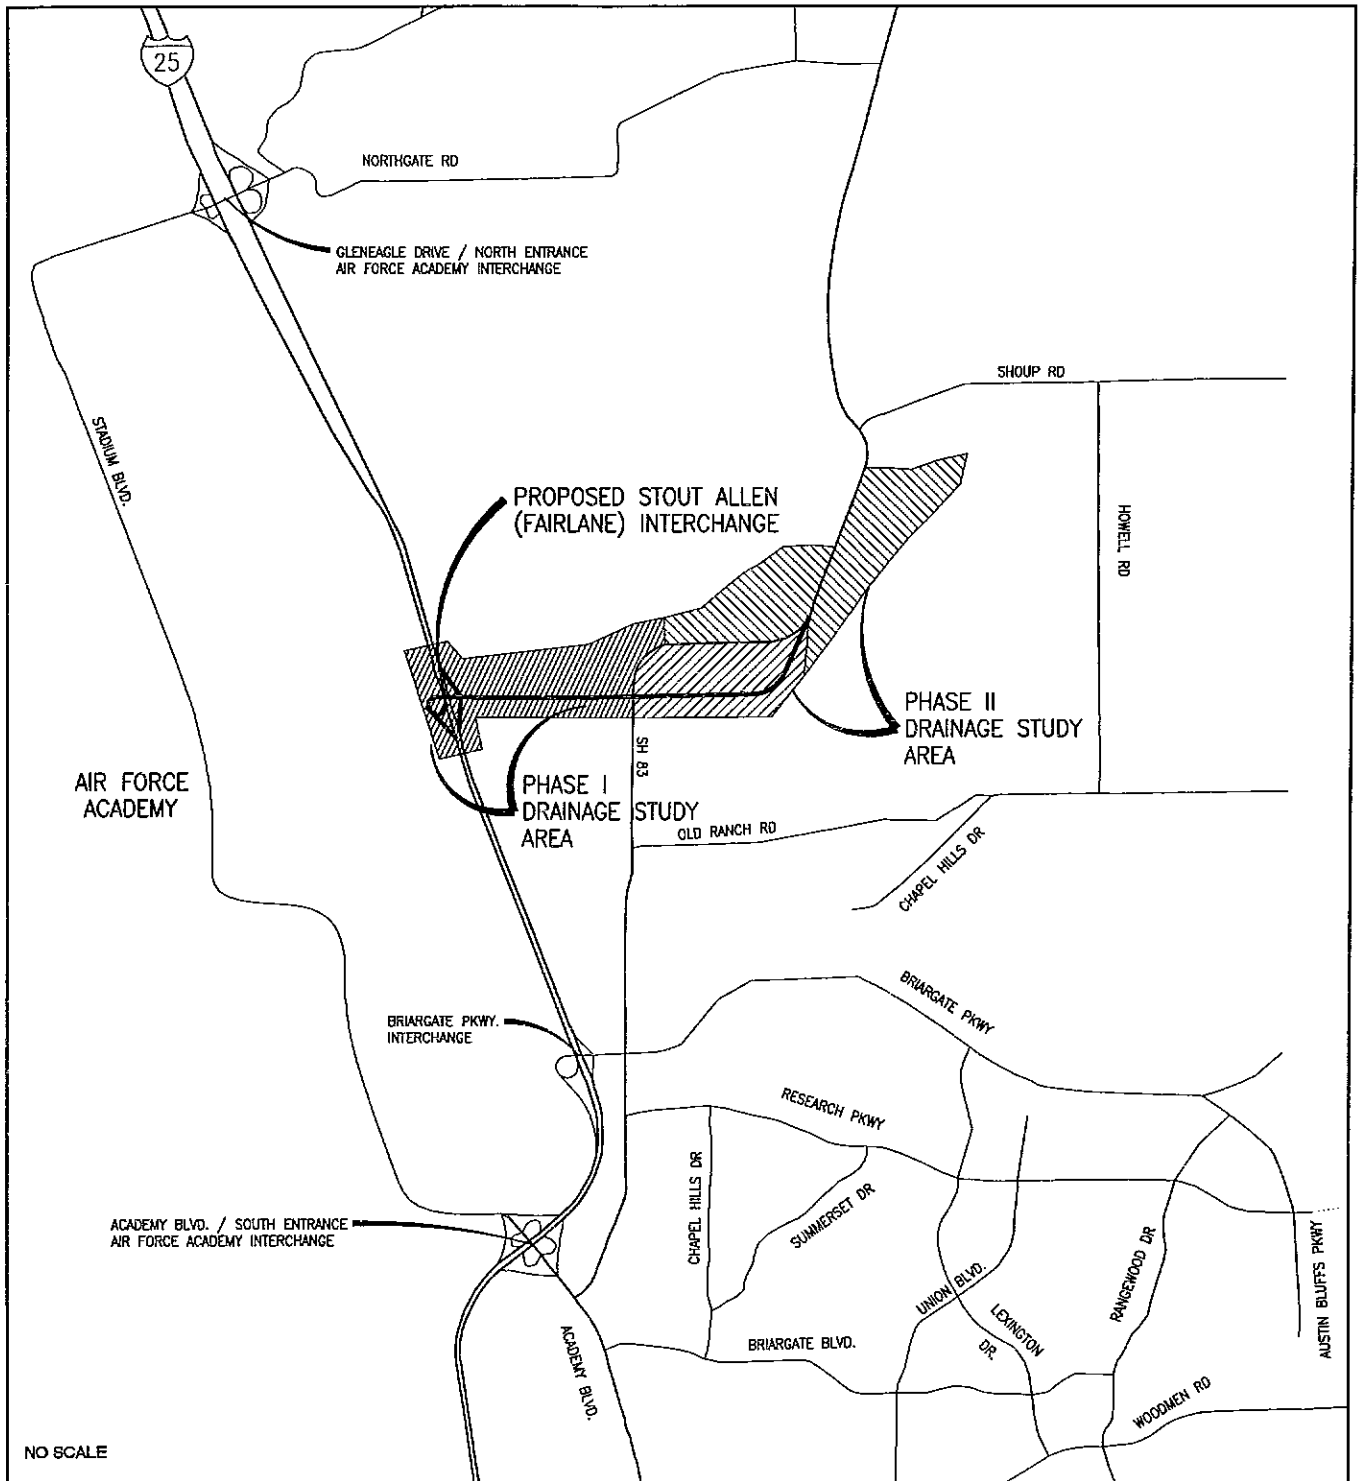 25
NORTHGATE RD
GLENEAGLE DRIVE / NORTH ENTRANCE
AIR FORCE ACADEMY INTERCHANGE
SHOUP RD
STADIUM BLVD.
PROPOSED STOUT ALLEN
(FAIRLANE) INTERCHANGE
HOWELL RD
PHASE II
DRAINAGE STUDY
AREA
SH 83
AIR FORCE
ACADEMY
PHASE I
DRAINAGE STUDY
AREA
OLD RANCH RD
CHAPEL HILLS DR
BRIARGATE PKWY
BRIARGATE PKWY.
INTERCHANGE
RESEARCH PKWY
CHAPEL HILLS DR
SUMMERSET DR
ACADEMY BLVD. / SOUTH ENTRANCE
AIR FORCE ACADEMY INTERCHANGE
UNION BLVD.
RANGEWOOD DR
AUSTIN BLUFFS PKWY
LEXINGTON
DR.
ACADEMY BLVD.
BRIARGATE BLVD.
WOODMEN RD
NO SCALE